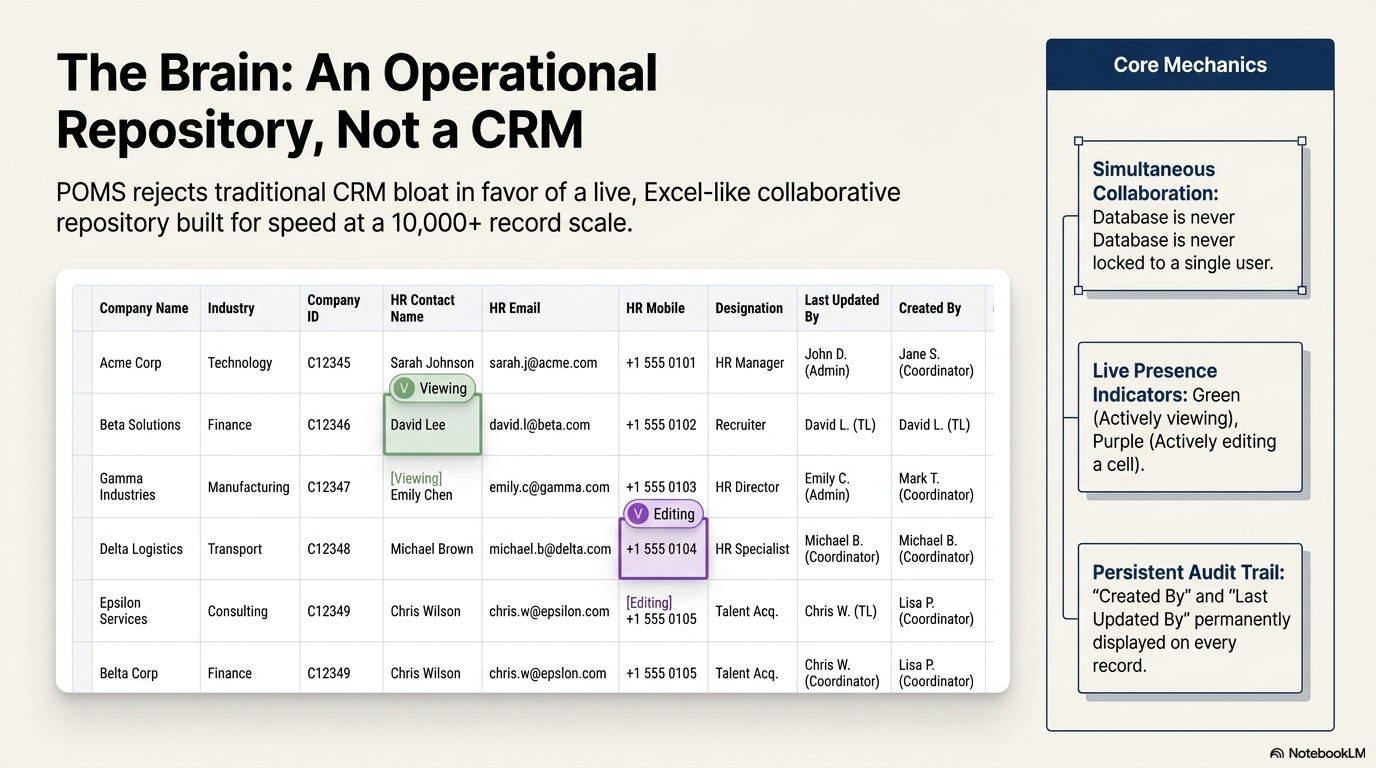 The Brain: An Operational
Repository, Not a CRM
POMS rejects traditional CRM bloat in favor of a live, Excel-like collaborative
repository built for speed at a 10,000+ record scale.
Company Name Industry Company ID HR Contact Name HR Email HR Mobile Designation Last Updated By Created By
Acme Corp Technology C12345 Sarah Johnson sarah.j@acme.com +1 555 0101 HR Manager John D. (Admin) Jane S. (Coordinator)
V Viewing
Beta Solutions Finance C12346 David Lee david.l@beta.com +1 555 0102 Recruiter David L. (TL) David L. (TL)
Gamma Industries Manufacturing C12347 [Viewing] Emily Chen emily.c@gamma.com +1 555 0103 HR Director Emily C. (Admin) Mark T. (Coordinator)
V Editing
Delta Logistics Transport C12348 Michael Brown michael.b@delta.com +1 555 0104 HR Specialist Michael B. (Coordinator) Michael B. (Coordinator)
Epsilon Services Consulting C12349 Chris Wilson chris.w@epsilon.com [Editing] +1 555 0105 Talent Acq. Chris W. (TL) Lisa P. (Coordinator)
Belta Corp Finance C12349 Chris Wilson chris.w@epslon.com +1 555 0105 Talent Acq. Chris W. (Coordinator) Lisa P. (Coordinator)
Core Mechanics
Simultaneous
Collaboration:
Database is never
Database is never
locked to a single user.
Live Presence
Indicators: Green
(Actively viewing),
Purple (Actively editing
a cell).
Persistent Audit Trail:
“Created By” and “Last
Updated By” permanently
displayed on every
record.
NotebookLM